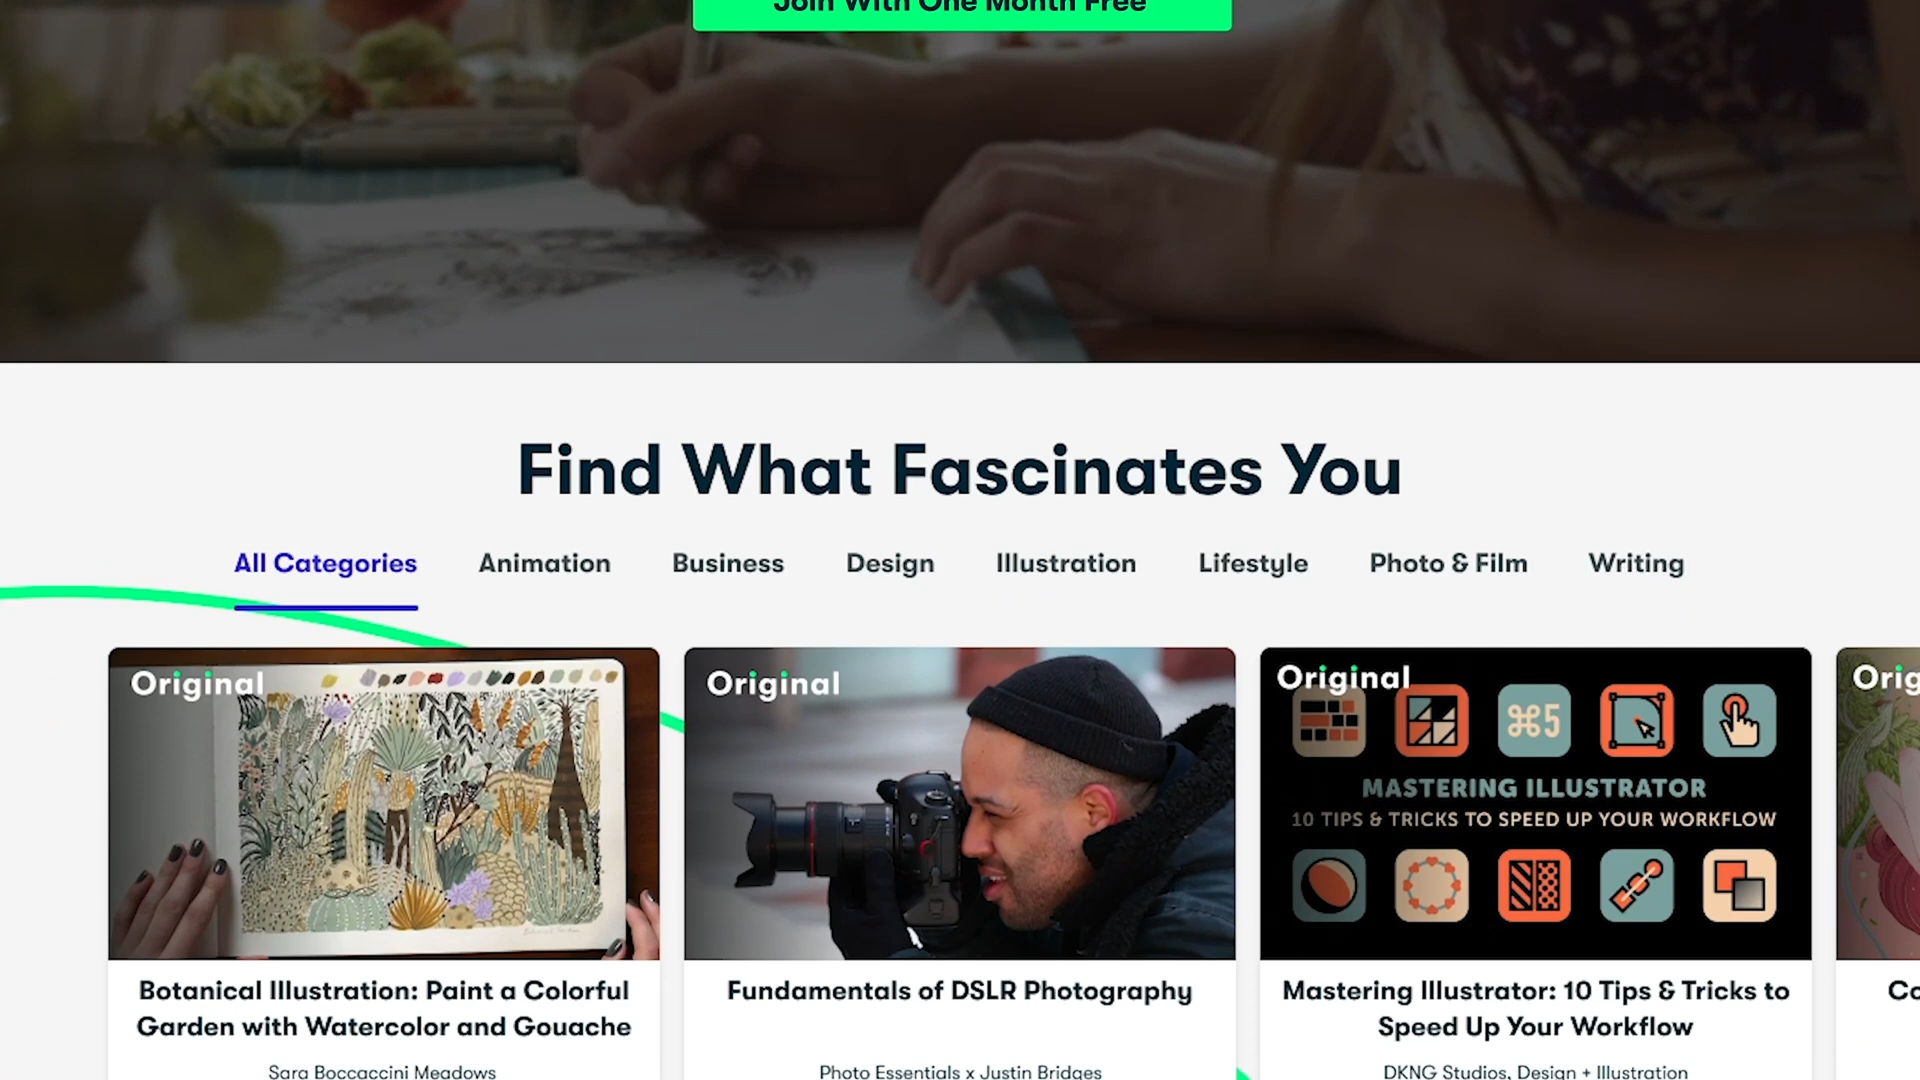 Join With One Month Free
Find What Fascinates You
All Categories
Animation
Business
Design
Illustration
Lifestyle
Photo & Film
Writing
Original
Original
Original
Orig
⌘5
MASTERING ILLUSTRATOR
10 TIPS & TRICKS TO SPEED UP YOUR WORKFLOW
Botanical Illustration: Paint a Colorful
Garden with Watercolor and Gouache
Sara Boccaccini Meadows
Fundamentals of DSLR Photography
Photo Essentials x Justin Bridges
Mastering Illustrator: 10 Tips & Tricks to
Speed Up Your Workflow
DKNG Studios, Design + Illustration
Co